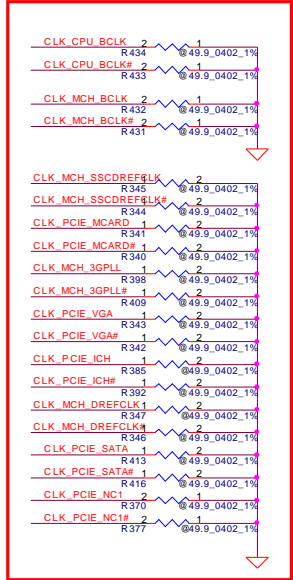 CLK_CPU_BCLK 2 1
R434 @49.9_0402_1%
CLK_CPU_BCLK# 2 1
R433 @49.9_0402_1%
CLK_MCH_BCLK 2 1
R432 @49.9_0402_1%
CLK_MCH_BCLK# 2 1
R431 @49.9_0402_1%
CLK_MCH_SSCDREFCLK 1 2
R345 @49.9_0402_1%
CLK_MCH_SSCDREFCLK# 1 2
R344 @49.9_0402_1%
CLK_PCIE_MCARD 1 2
R341 @49.9_0402_1%
CLK_PCIE_MCARD# 1 2
R340 @49.9_0402_1%
CLK_MCH_3GPLL 1 2
R398 @49.9_0402_1%
CLK_MCH_3GPLL# 1 2
R409 @49.9_0402_1%
CLK_PCIE_VGA 1 2
R343 @49.9_0402_1%
CLK_PCIE_VGA# 1 2
R342 @49.9_0402_1%
CLK_PCIE_ICH 1 2
R385 @49.9_0402_1%
CLK_PCIE_ICH# 1 2
R392 @49.9_0402_1%
CLK_MCH_DREFCLK 1 2
R347 @49.9_0402_1%
CLK_MCH_DREFCLK# 1 2
R346 @49.9_0402_1%
CLK_PCIE_SATA 1 2
R413 @49.9_0402_1%
CLK_PCIE_SATA# 1 2
R416 @49.9_0402_1%
CLK_PCIE_NC1 2 1
R370 @49.9_0402_1%
CLK_PCIE_NC1# 2 1
R377 @49.9_0402_1%